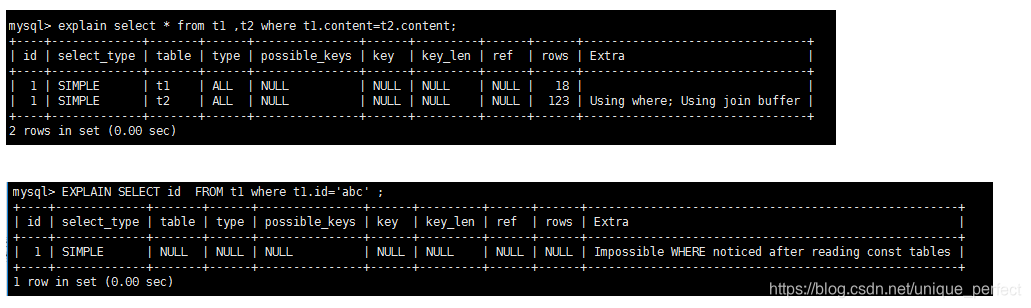 mysql> explain select * from t1 ,t2 where t1.content=t2.content;
+----+-------------+-------+------+---------------+------+---------+------+------+--------------------------------+
| id | select_type | table | type | possible_keys | key | key_len | ref | rows | Extra |
+----+-------------+-------+------+---------------+------+---------+------+------+--------------------------------+
| 1 | SIMPLE | t1 | ALL | NULL | NULL | NULL | NULL | 18 | |
| 1 | SIMPLE | t2 | ALL | NULL | NULL | NULL | NULL | 123 | Using where; Using join buffer |
+----+-------------+-------+------+---------------+------+---------+------+------+--------------------------------+
2 rows in set (0.00 sec)
mysql> EXPLAIN SELECT id  FROM t1 where t1.id='abc' ;
+----+-------------+-------+------+---------------+------+---------+------+------+-----------------------------------------------------+
| id | select_type | table | type | possible_keys | key | key_len | ref | rows | Extra |
+----+-------------+-------+------+---------------+------+---------+------+------+-----------------------------------------------------+
| 1 | SIMPLE | NULL | NULL | NULL | NULL | NULL | NULL | NULL | Impossible WHERE noticed after reading const tables |
+----+-------------+-------+------+---------------+------+---------+------+------+-----------------------------------------------------+
1 row in set (0.00 sec)
https://blog.csdn.net/unique_perfect